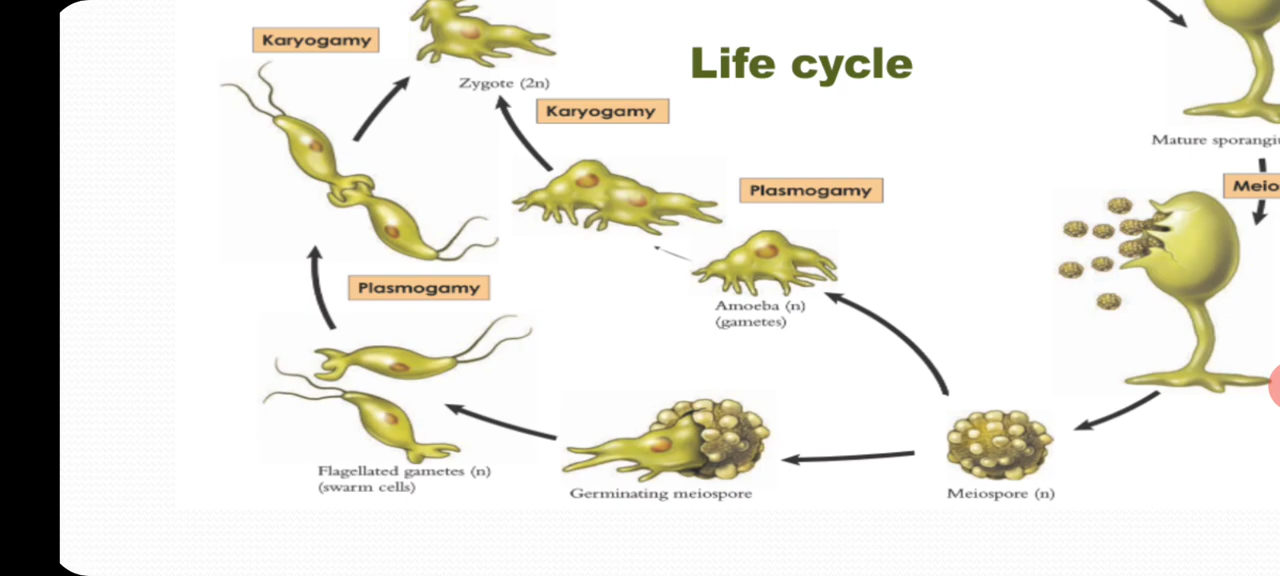 Life cycle
Karyogamy
Zygote (2n)
Karyogamy
Plasmogamy
Mature sporangi
Meio
Plasmogamy
Amoeba (n)
(gametes)
Flagellated gametes (n)
(swarm cells)
Germinating meiospore
Meiospore (n)